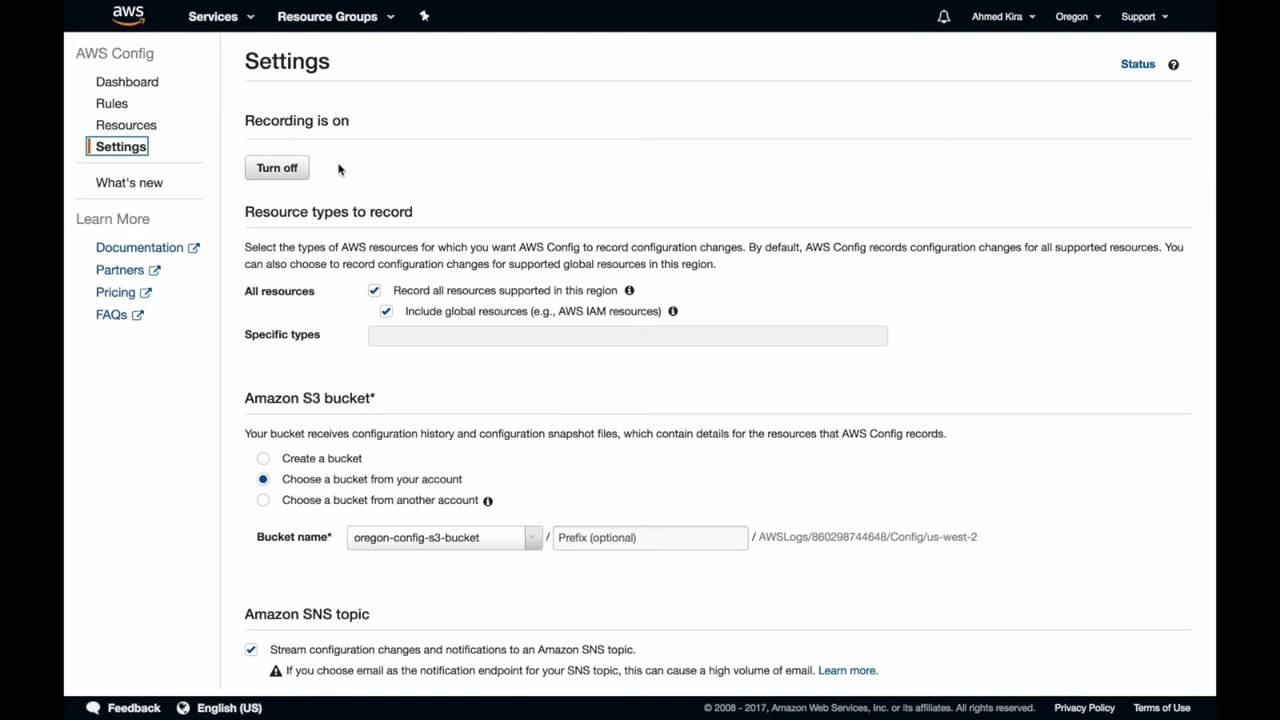 aws
Services
Resource Groups
Ahmed Kira
Oregon
Support
AWS Config
Dashboard
Rules
Resources
Settings
What's new
Learn More
Documentation
Partners
Pricing
FAQs
Settings
Status
Recording is on
Turn off
Resource types to record
Select the types of AWS resources for which you want AWS Config to record configuration changes. By default, AWS Config records configuration changes for all supported resources. You
can also choose to record configuration changes for supported global resources in this region.
All resources
Record all resources supported in this region
Include global resources (e.g., AWS IAM resources)
Specific types
Amazon S3 bucket*
Your bucket receives configuration history and configuration snapshot files, which contain details for the resources that AWS Config records.
Create a bucket
Choose a bucket from your account
Choose a bucket from another account
Bucket name* oregon-config-s3-bucket / Prefix (optional) / AWSLogs/860298744648/Config/us-west-2
Amazon SNS topic
Stream configuration changes and notifications to an Amazon SNS topic.
If you choose email as the notification endpoint for your SNS topic, this can cause a high volume of email. Learn more.
Feedback
English (US)
© 2008 - 2017, Amazon Web Services, Inc. or its affiliates. All rights reserved.
Privacy Policy
Terms of Use